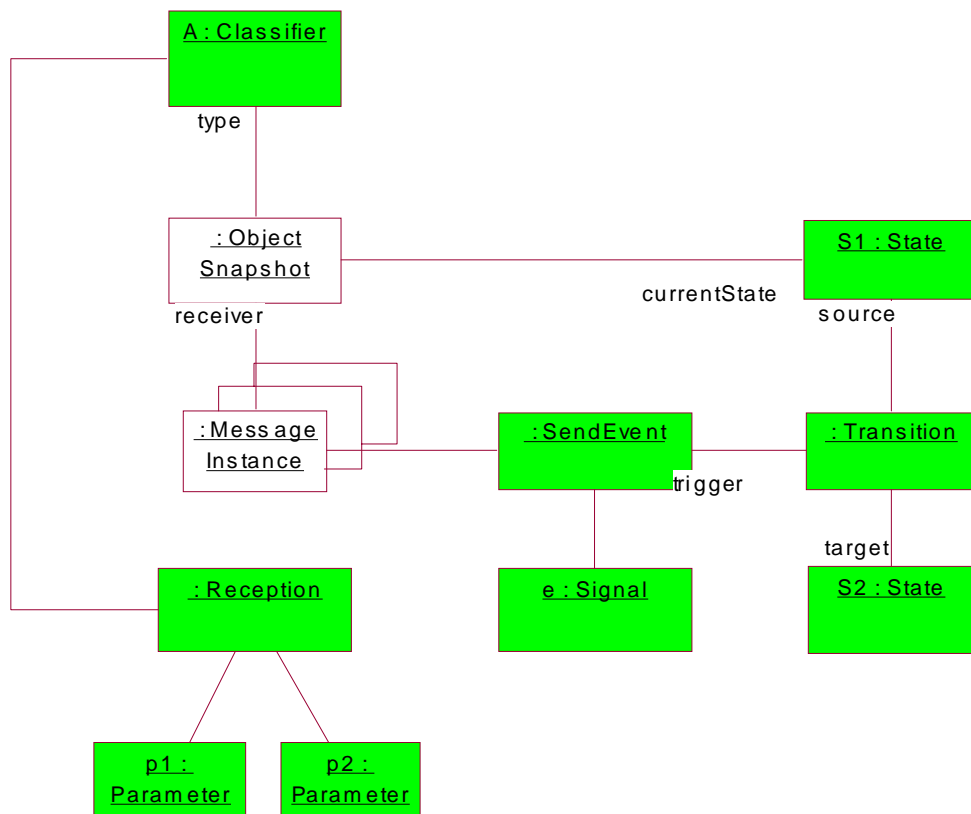 A : Classifier
type
: Object
Snapshot
S1 : State
currentState
receiver
source
: Message
Instance
: SendEvent
: Transition
trigger
target
: Reception
e : Signal
S2 : State
p1 :
Parameter
p2 :
Parameter